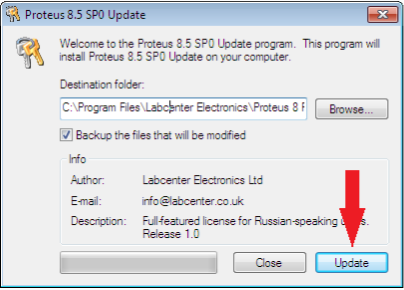 Proteus 8.5 SP0 Update
Welcome to the Proteus 8.5 SP0 Update program. This program will
install Proteus 8.5 SP0 Update on your computer.
Destination folder:
C:\Program Files\Labcenter Electronics\Proteus 8 P
Browse...
Backup the files that will be modified
Info
Author: Labcenter Electronics Ltd
E-mail: info@labcenter.co.uk
Description: Full-featured license for Russian-speaking
Release 1.0
Close
Update